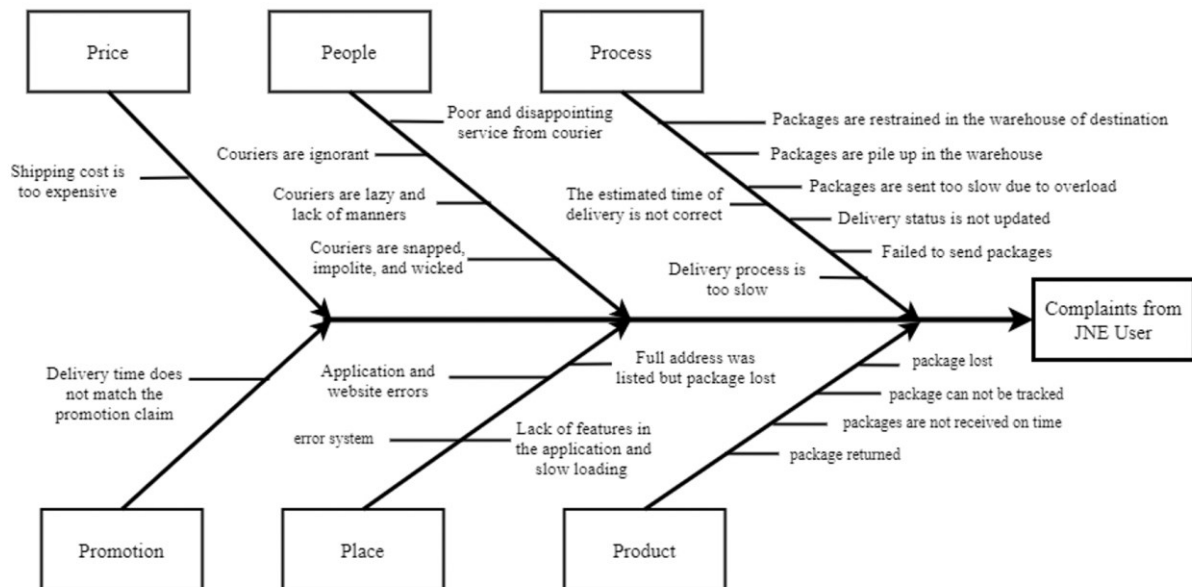 Price
People
Process
Poor and disappointing
service from courier
Packages are restrained in the warehouse of destination
Couriers are ignorant
Packages are pile up in the warehouse
Shipping cost is
too expensive
Couriers are lazy and
lack of manners
The estimated time of
delivery is not correct
Packages are sent too slow due to overload
Delivery status is not updated
Couriers are snapped,
impolite, and wicked
Failed to send packages
Delivery process is
too slow
Complaints from
JNE User
Delivery time does
not match the
promotion claim
Application and
website errors
Full address was
listed but package lost
package lost
package can not be tracked
error system
Lack of features in
the application and
slow loading
packages are not received on time
package returned
Promotion
Place
Product